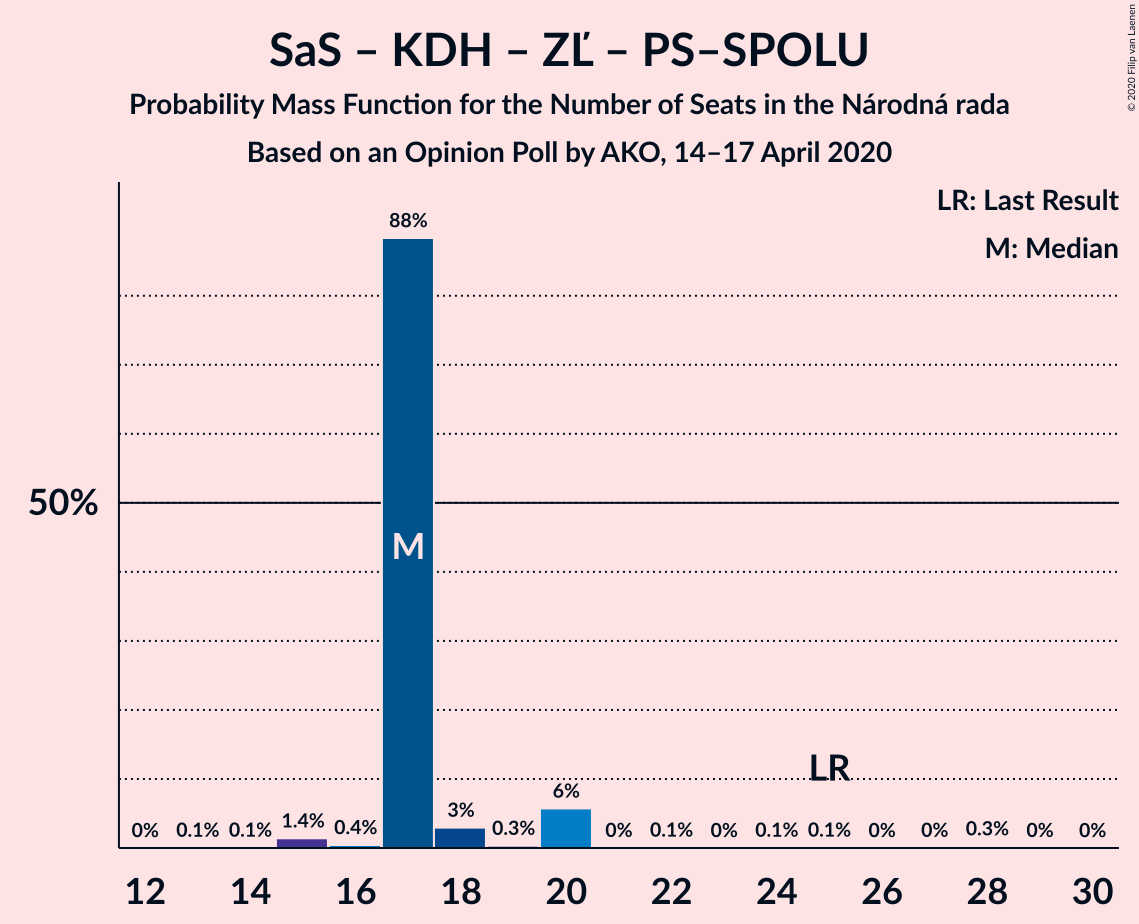 SaS – KDH – ZĽ – PS–SPOLU
Probability Mass Function for the Number of Seats in the Národná rada
Based on an Opinion Poll by AKO, 14–17 April 2020
© 2020 Filip van Laenen
LR: Last Result
M: Median
88%
50%
M
LR
0% 0.1% 0.1% 1.4% 0.4% 3% 0.3% 6% 0% 0.1% 0% 0.1% 0.1% 0% 0% 0.3% 0% 0%
12 14 16 18 20 22 24 26 28 30